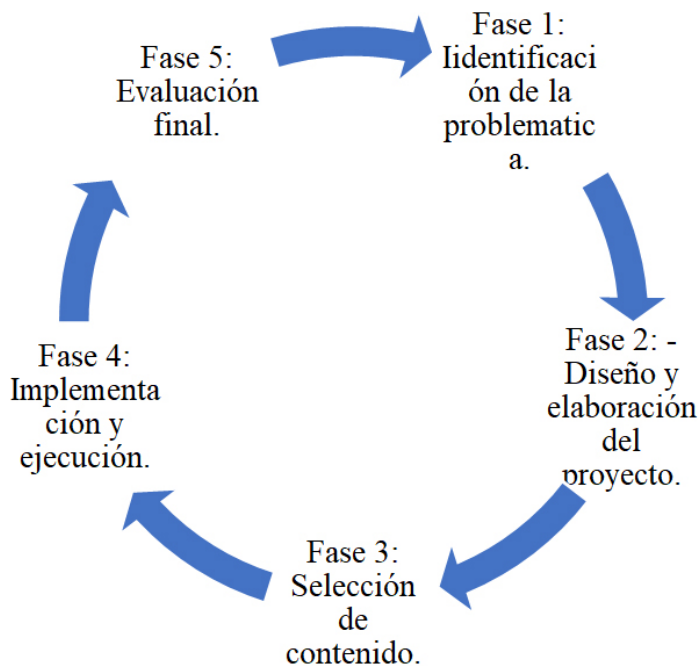 Fase 1:
Iidentificaci
ón de la
problematic
a.
Fase 2: -
Diseño y
elaboración
del
proyecto.
Fase 3:
Selección
de
contenido.
Fase 4:
Implementa
ción y
ejecución.
Fase 5:
Evaluación
final.